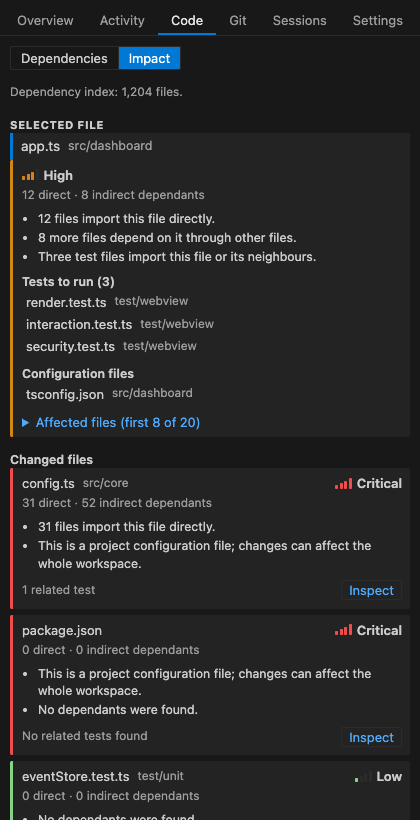 Overview Activity Code Git Sessions Settings
Dependencies Impact
Dependency index: 1,204 files.
SELECTED FILE
app.ts src/dashboard
High
12 direct · 8 indirect dependants
• 12 files import this file directly.
• 8 more files depend on it through other files.
• Three test files import this file or its neighbours.
Tests to run (3)
render.test.ts test/webview
interaction.test.ts test/webview
security.test.ts test/webview
Configuration files
tsconfig.json src/dashboard
Affected files (first 8 of 20)
Changed files
config.ts src/core Critical
31 direct · 52 indirect dependants
• 31 files import this file directly.
• This is a project configuration file; changes can affect the
whole workspace.
1 related test Inspect
package.json Critical
0 direct · 0 indirect dependants
• This is a project configuration file; changes can affect the
whole workspace.
• No dependants were found.
No related tests found Inspect
eventStore.test.ts test/unit Low
0 direct · 0 indirect dependants
• No dependants were found.